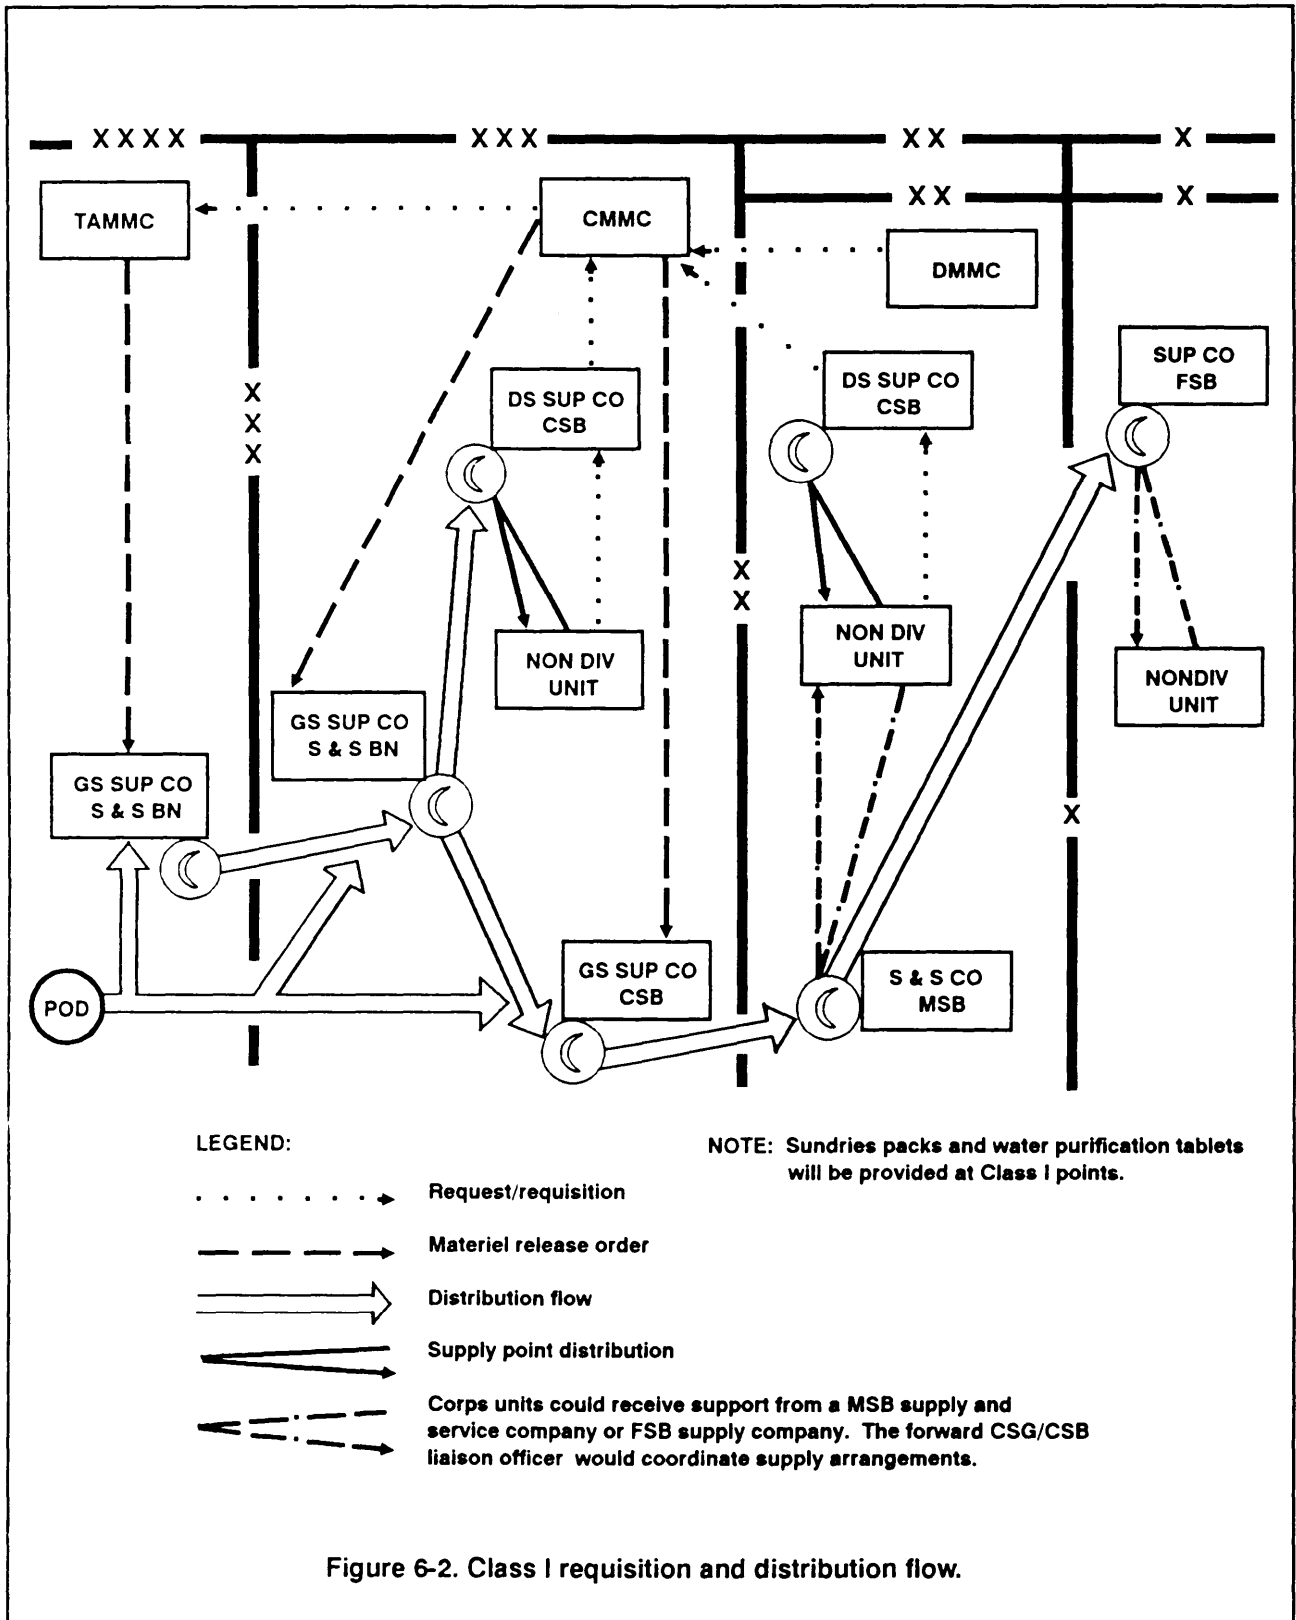 XXXX
XXX
XX
X
XX
X
TAMMC
CMMC
DMMC
SUP CO
FSB
DS SUP CO
CSB
DS SUP CO
CSB
X
X
X
X
X
NON DIV
UNIT
NON DIV
UNIT
NONDIV
UNIT
GS SUP CO
S & S BN
GS SUP CO
S & S BN
X
GS SUP CO
CSB
S & S CO
MSB
POD
LEGEND:
NOTE: Sundries packs and water purification tablets
will be provided at Class I points.
Request/requisition
Materiel release order
Distribution flow
Supply point distribution
Corps units could receive support from a MSB supply and
service company or FSB supply company. The forward CSG/CSB
liaison officer would coordinate supply arrangements.
Figure 6-2. Class I requisition and distribution flow.